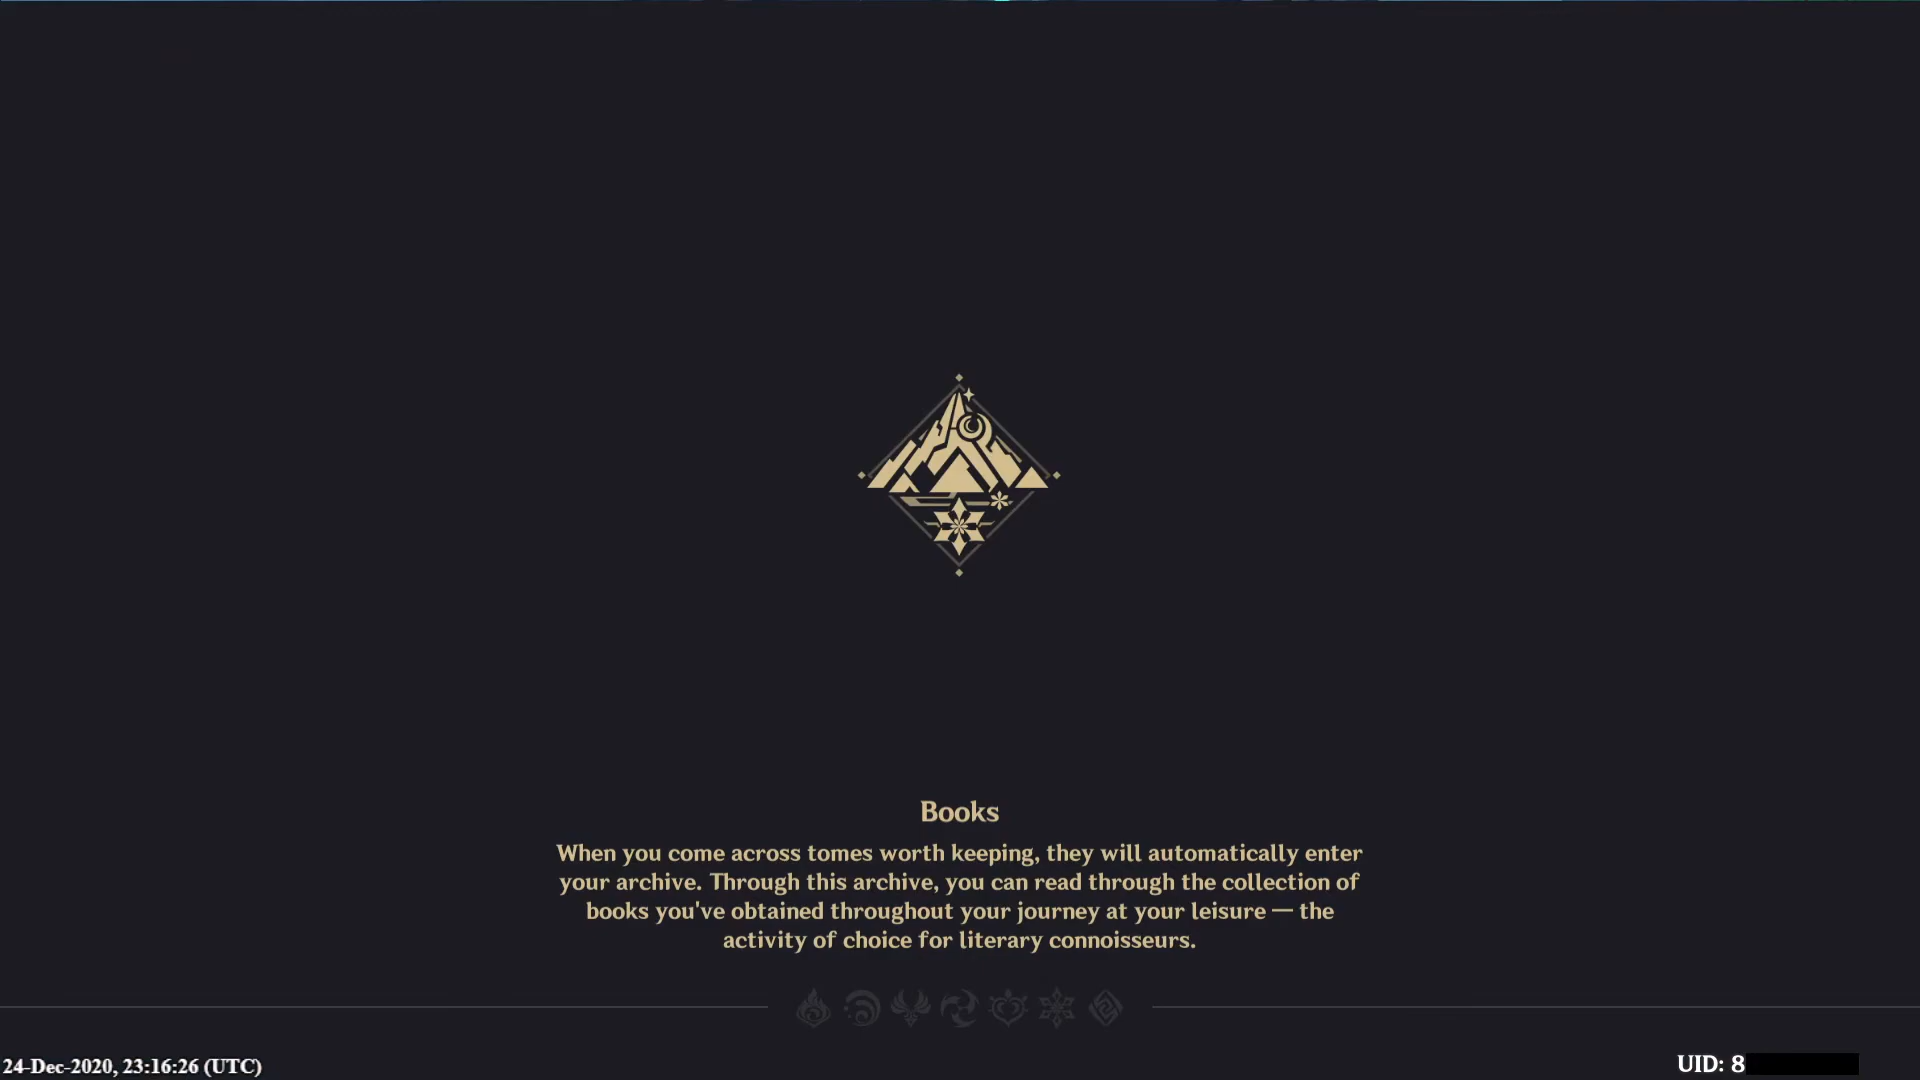 Books
When you come across tomes worth keeping, they will automatically enter
your archive. Through this archive, you can read through the collection of
books you've obtained throughout your journey at your leisure — the
activity of choice for literary connoisseurs.
24-Dec-2020, 23:16:26 (UTC)
UID: 8